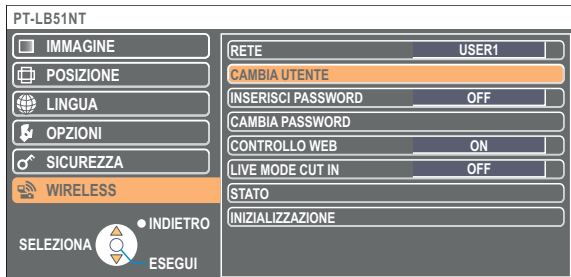 PT-LB51NT
IMMAGINE
POSIZIONE
LINGUA
OPZIONI
SICUREZZA
WIRELESS
INDIETRO
SELEZIONA
ESEGUI
RETE USER1
CAMBIA UTENTE
INSERISCI PASSWORD OFF
CAMBIA PASSWORD
CONTROLLO WEB ON
LIVE MODE CUT IN OFF
STATO
INIZIALIZZAZIONE